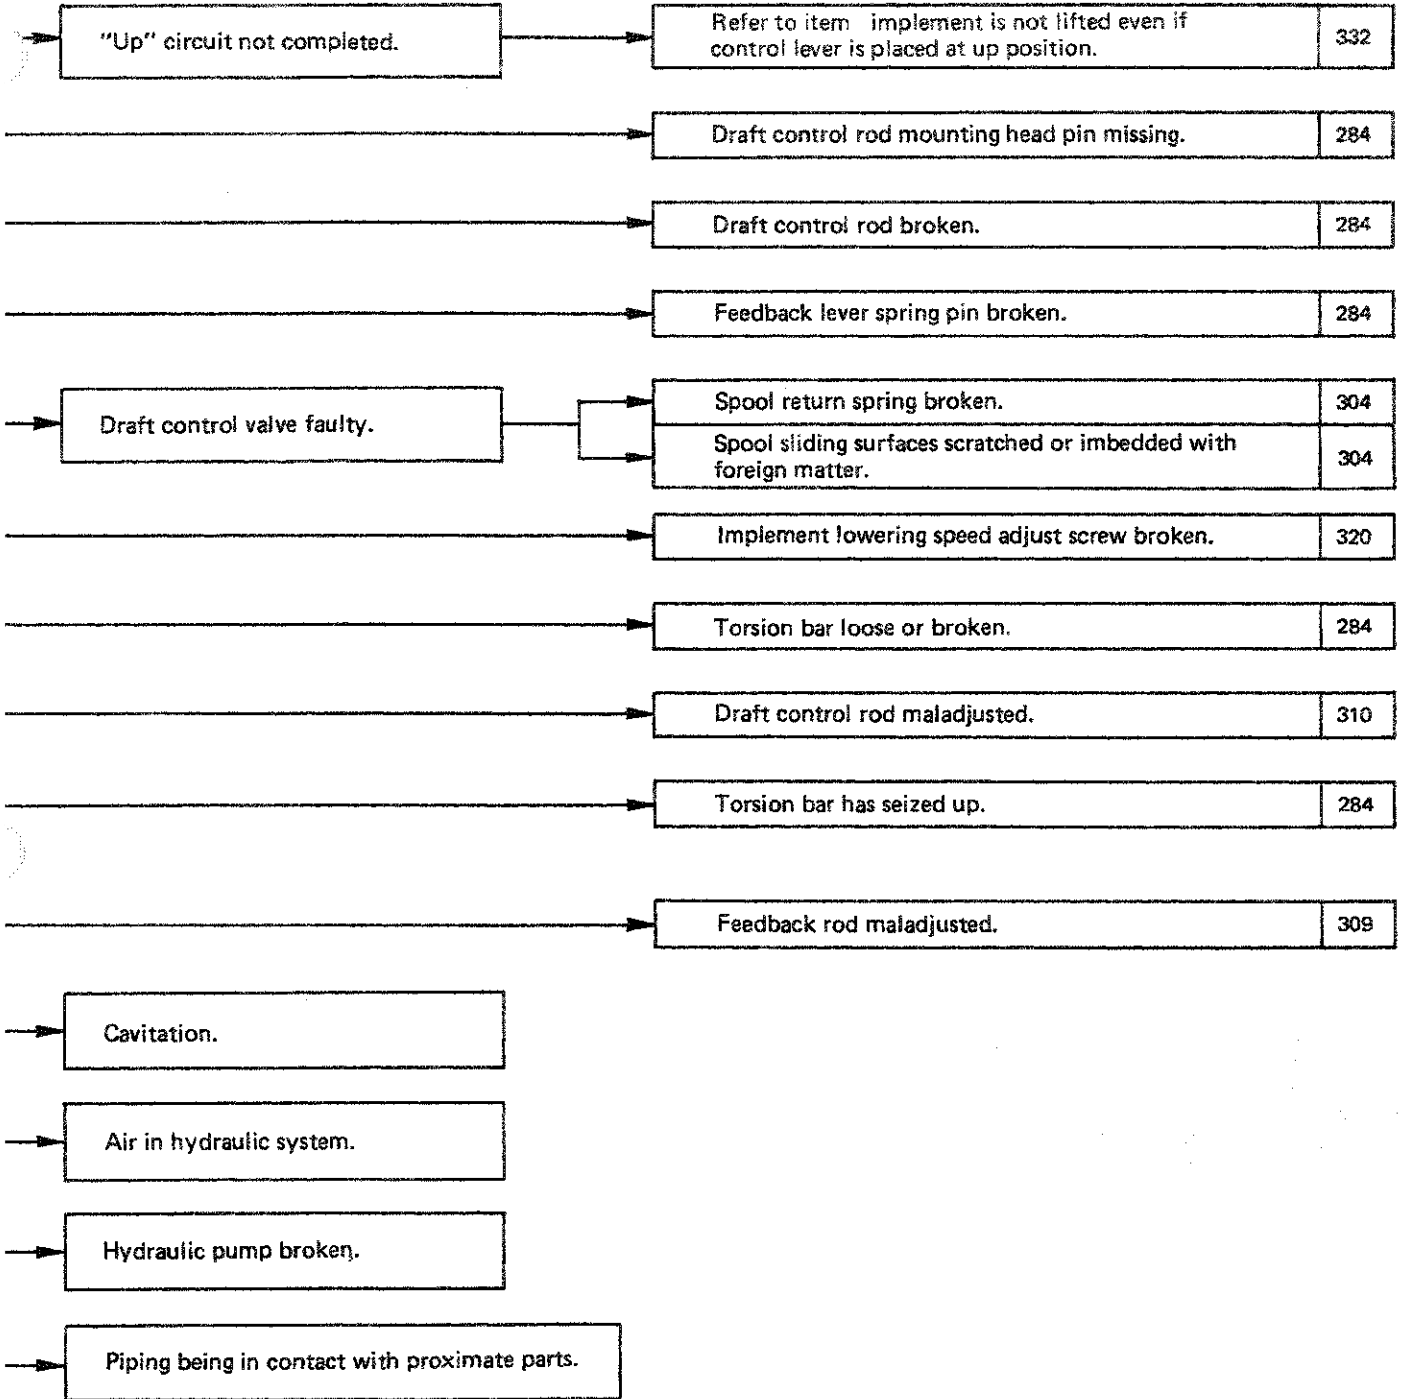 "Up" circuit not completed.
Refer to item implement is not lifted even if
control lever is placed at up position.
332
Draft control rod mounting head pin missing.
284
Draft control rod broken.
284
Feedback lever spring pin broken.
284
Draft control valve faulty.
Spool return spring broken.
304
Spool sliding surfaces scratched or imbedded with
foreign matter.
304
Implement lowering speed adjust screw broken.
320
Torsion bar loose or broken.
284
Draft control rod maladjusted.
310
Torsion bar has seized up.
284
Feedback rod maladjusted.
309
Cavitation.
Air in hydraulic system.
Hydraulic pump broken.
Piping being in contact with proximate parts.